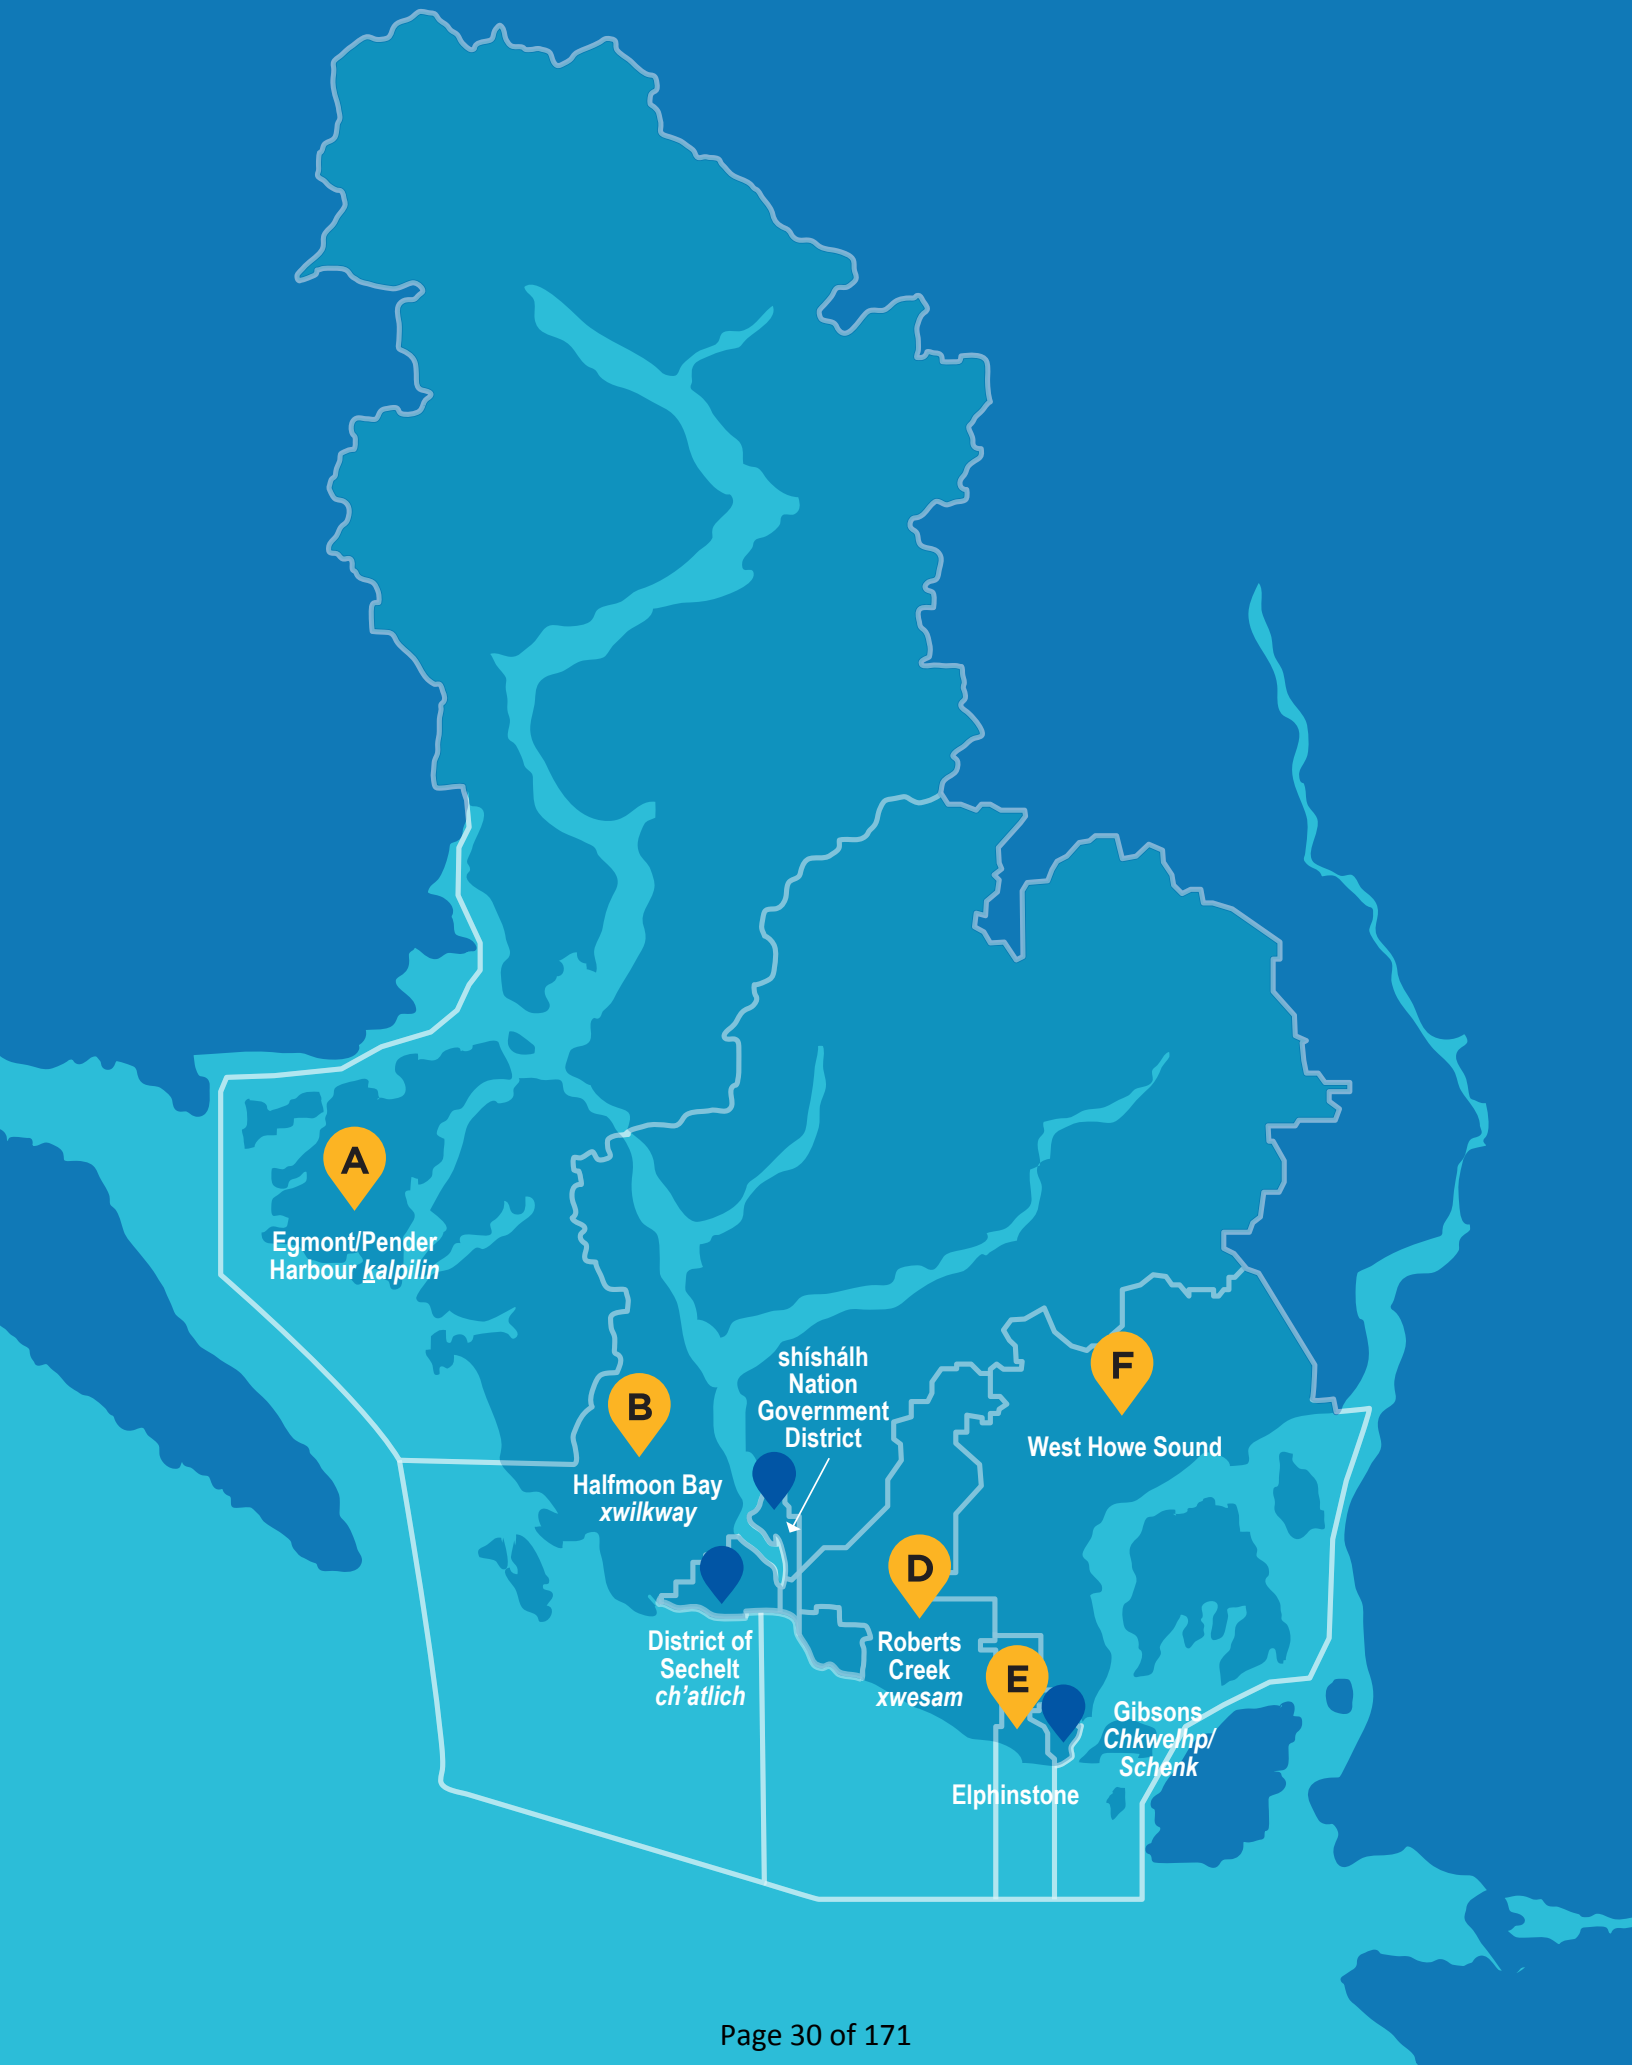 A
Egmont/Pender
Harbour kalpilin
B
Halfmoon Bay
xwilkway
shíshálh
Nation
Government
District
F
West Howe Sound
D
Roberts
Creek
xwesam
District of
Sechelt
ch'atlich
E
Elphinstone
Gibsons
Chkwelhp/
Schenk
Page 30 of 171